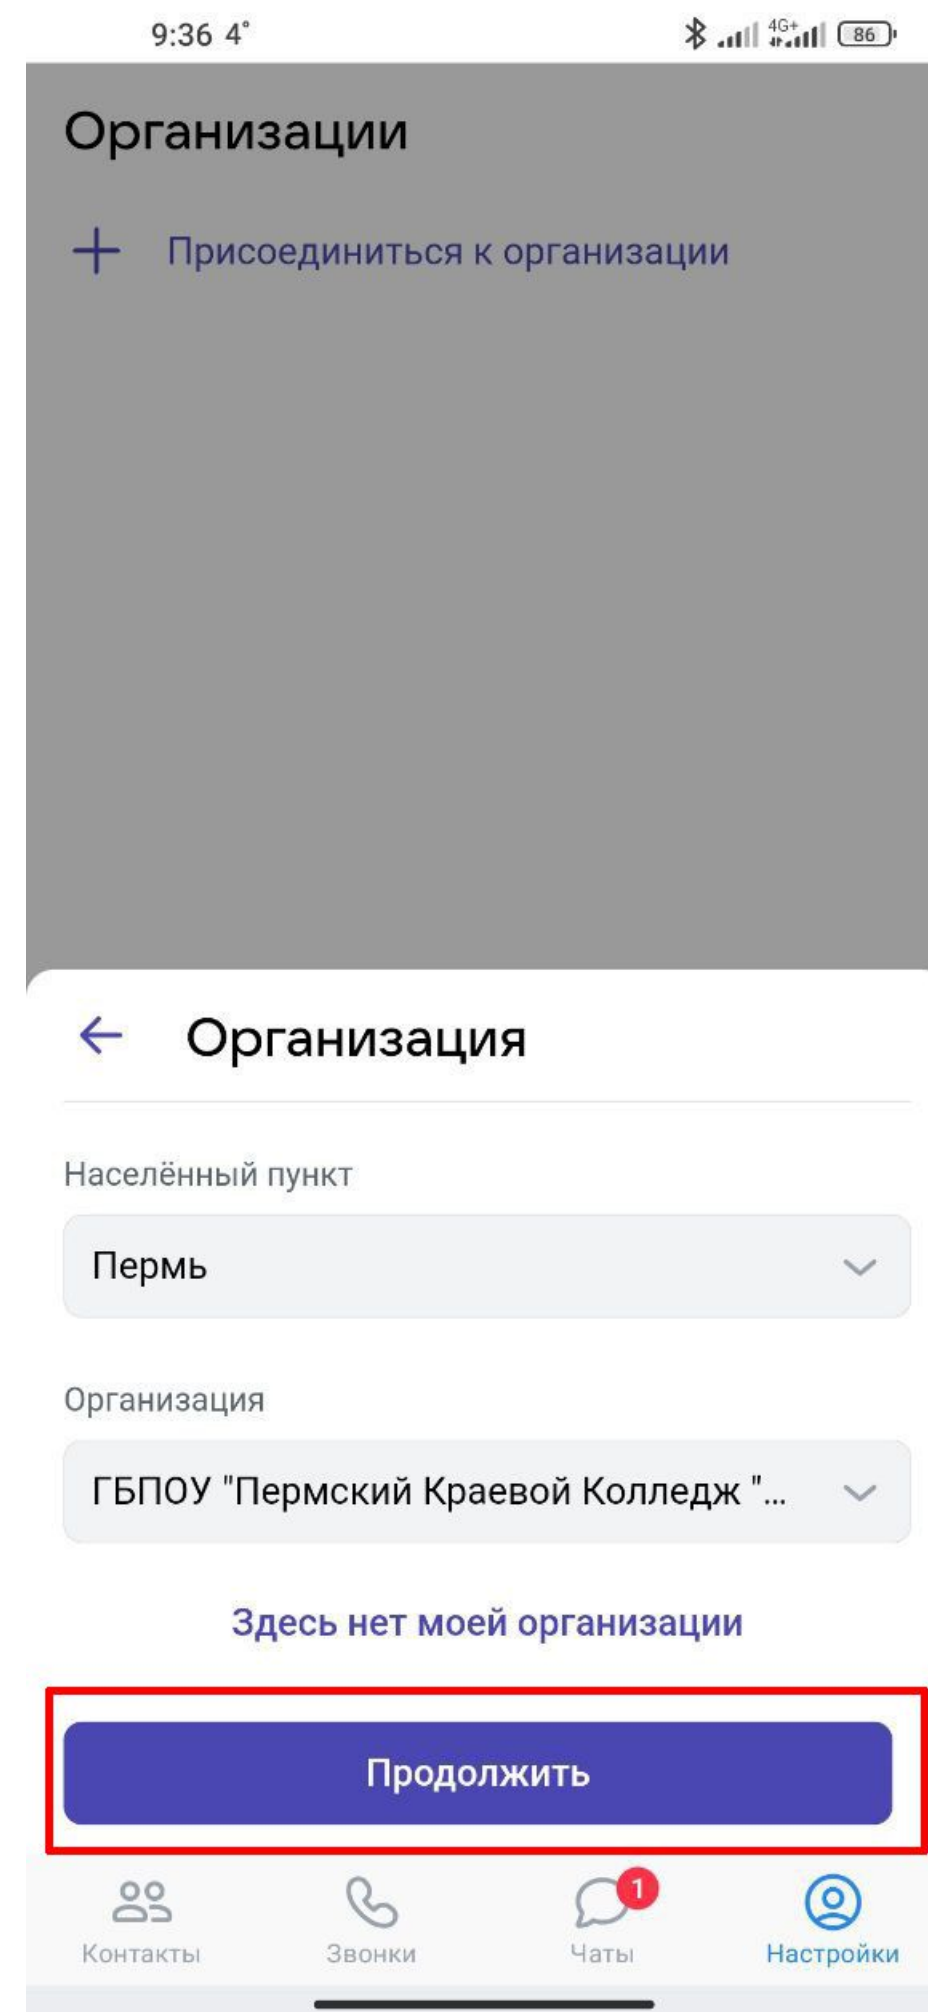 9:36 4°
4G+
86
Организации
Присоединиться к организации
Организация
Населённый пункт
Пермь
Организация
ГБПОУ "Пермский Краевой Колледж "...
Здесь нет моей организации
Продолжить
1
Контакты Звонки Чаты Настройки